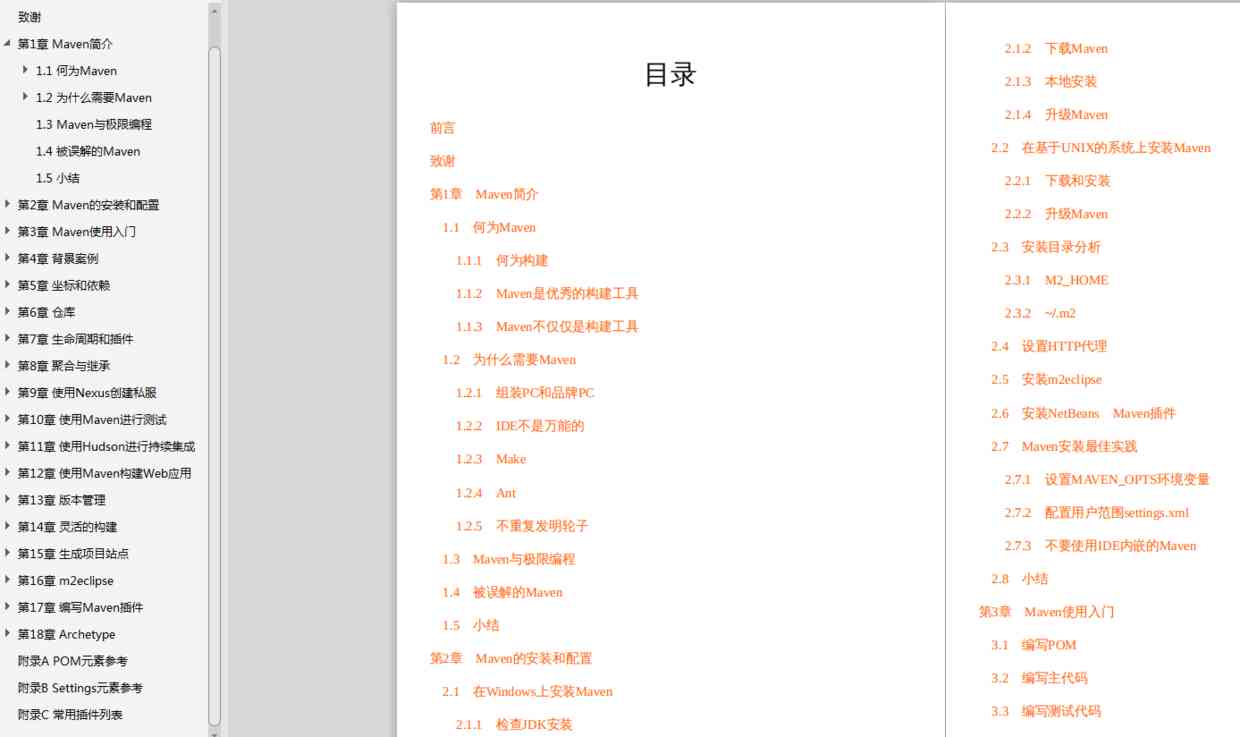 致谢
第1章 Maven简介
1.1 何为Maven
1.2 为什么需要Maven
1.3 Maven与极限编程
1.4 被误解的Maven
1.5 小结
第2章 Maven的安装和配置
第3章 Maven使用入门
第4章 背景案例
第5章 坐标和依赖
第6章 仓库
第7章 生命周期和插件
第8章 聚合与继承
第9章 使用Nexus创建私服
第10章 使用Maven进行测试
第11章 使用Hudson进行持续集成
第12章 使用Maven构建Web应用
第13章 版本管理
第14章 灵活的构建
第15章 生成项目站点
第16章 m2eclipse
第17章 编写Maven插件
第18章 Archetype
附录A POM元素参考
附录B Settings元素参考
附录C 常用插件列表
目录
前言
致谢
第1章 Maven简介
1.1 何为Maven
1.1.1 何为构建
1.1.2 Maven是优秀的构建工具
1.1.3 Maven不仅仅是构建工具
1.2 为什么需要Maven
1.2.1 组装PC和品牌PC
1.2.2 IDE不是万能的
1.2.3 Make
1.2.4 Ant
1.2.5 不重复发明轮子
1.3 Maven与极限编程
1.4 被误解的Maven
1.5 小结
第2章 Maven的安装和配置
2.1 在Windows上安装Maven
2.1.1 检查JDK安装
2.1.2 下载Maven
2.1.3 本地安装
2.1.4 升级Maven
2.2 在基于UNIX的系统上安装Maven
2.2.1 下载和安装
2.2.2 升级Maven
2.3 安装目录分析
2.3.1 M2_HOME
2.3.2 ~/.m2
2.4 设置HTTP代理
2.5 安装m2eclipse
2.6 安装NetBeans Maven插件
2.7 Maven安装最佳实践
2.7.1 设置MAVEN_OPTS环境变量
2.7.2 配置用户范围settings.xml
2.7.3 不要使用IDE内嵌的Maven
2.8 小结
第3章 Maven使用入门
3.1 编写POM
3.2 编写主代码
3.3 编写测试代码